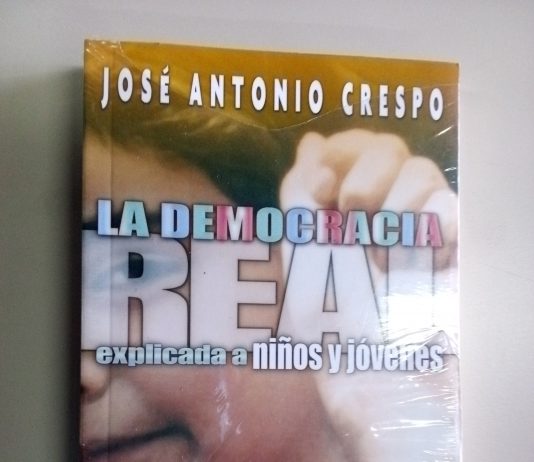 JOSÉ ANTONIO CRESPO
LA DEMOCRACIA
REAL
explicada a niños y jóvenes